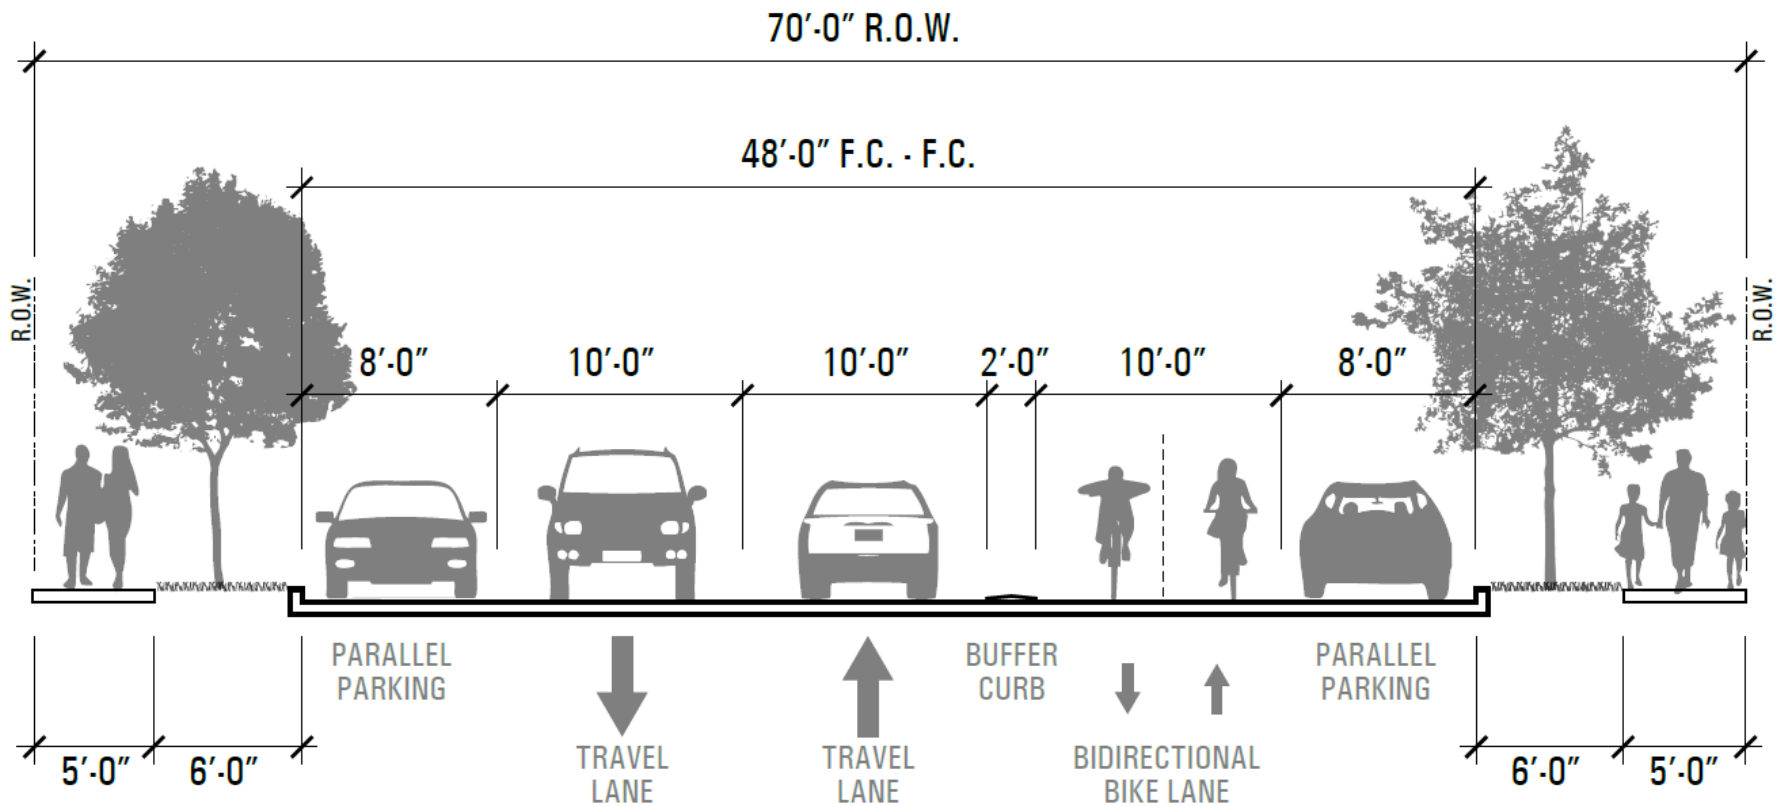 70'-0" R.O.W.
48'-0" F.C. - F.C.
R.O.W.
R.O.W.
8'-0"
10'-0"
10'-0"
2'-0"
10'-0"
8'-0"
PARALLEL
PARKING
BUFFER
CURB
PARALLEL
PARKING
5'-0"
6'-0"
TRAVEL
LANE
TRAVEL
LANE
BIDIRECTIONAL
BIKE LANE
6'-0"
5'-0"